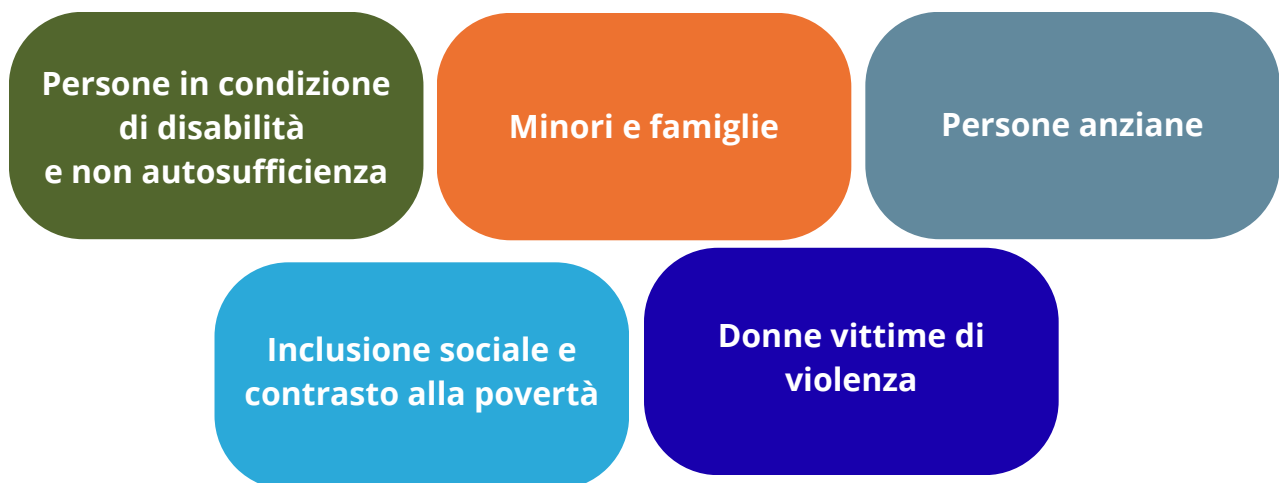 Persone in condizione
di disabilità
e non autosufficienza
Minori e famiglie
Persone anziane
Inclusione sociale e
contrasto alla povertà
Donne vittime di
violenza